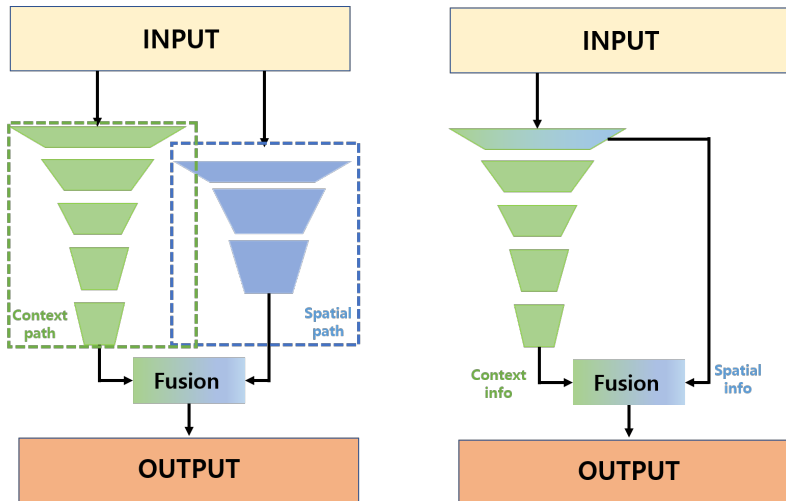 INPUT
Context
path
Spatial
path
Fusion
OUTPUT
INPUT
Context
info
Fusion
Spatial
info
OUTPUT